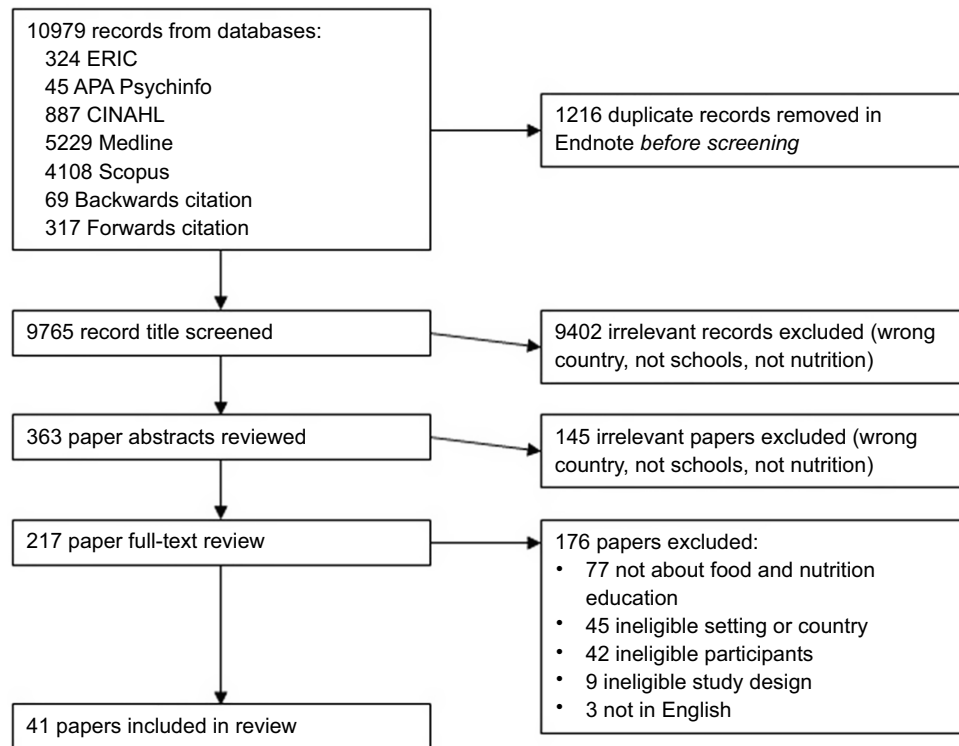 10979 records from databases:
324 ERIC
45 APA Psychinfo
887 CINAHL
5229 Medline
4108 Scopus
69 Backwards citation
317 Forwards citation
1216 duplicate records removed in
Endnote before screening
9765 record title screened
9402 irrelevant records excluded (wrong
country, not schools, not nutrition)
363 paper abstracts reviewed
145 irrelevant papers excluded (wrong
country, not schools, not nutrition)
217 paper full-text review
176 papers excluded:
• 77 not about food and nutrition
education
• 45 ineligible setting or country
• 42 ineligible participants
• 9 ineligible study design
• 3 not in English
41 papers included in review